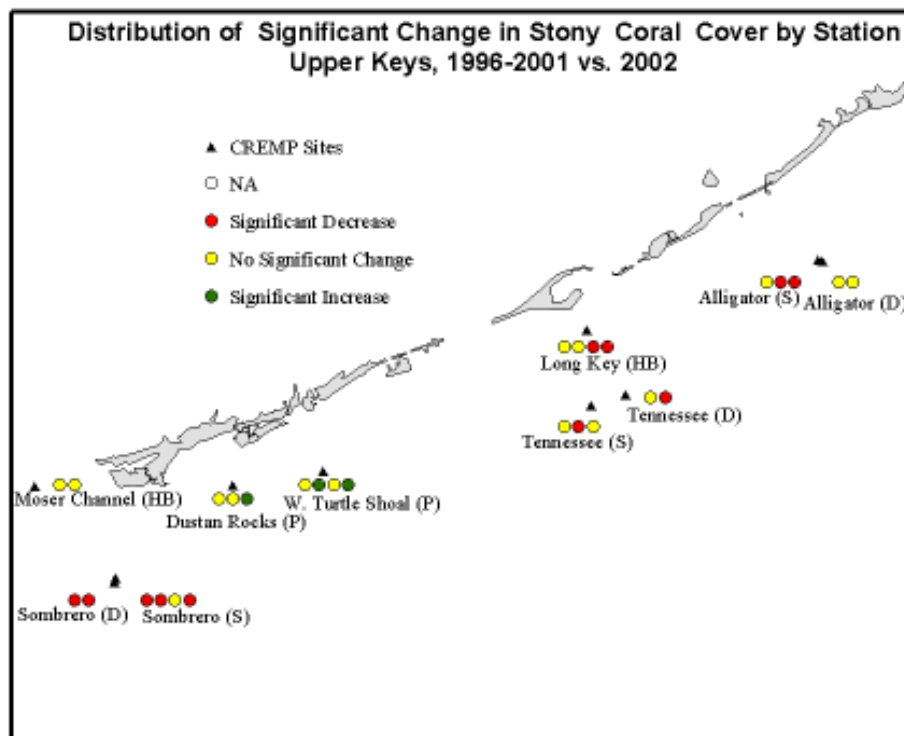 Distribution of Significant Change in Stony Coral Cover by Station
Upper Keys, 1996-2001 vs. 2002
CREMP Sites
NA
Significant Decrease
No Significant Change
Significant Increase
Alligator (S)
Alligator (D)
Long Key (HB)
Tennessee (D)
Tennessee (S)
Moser Channel (HB)
W. Turtle Shoal (P)
Dustan Rocks (P)
Sombrero (D)
Sombrero (S)